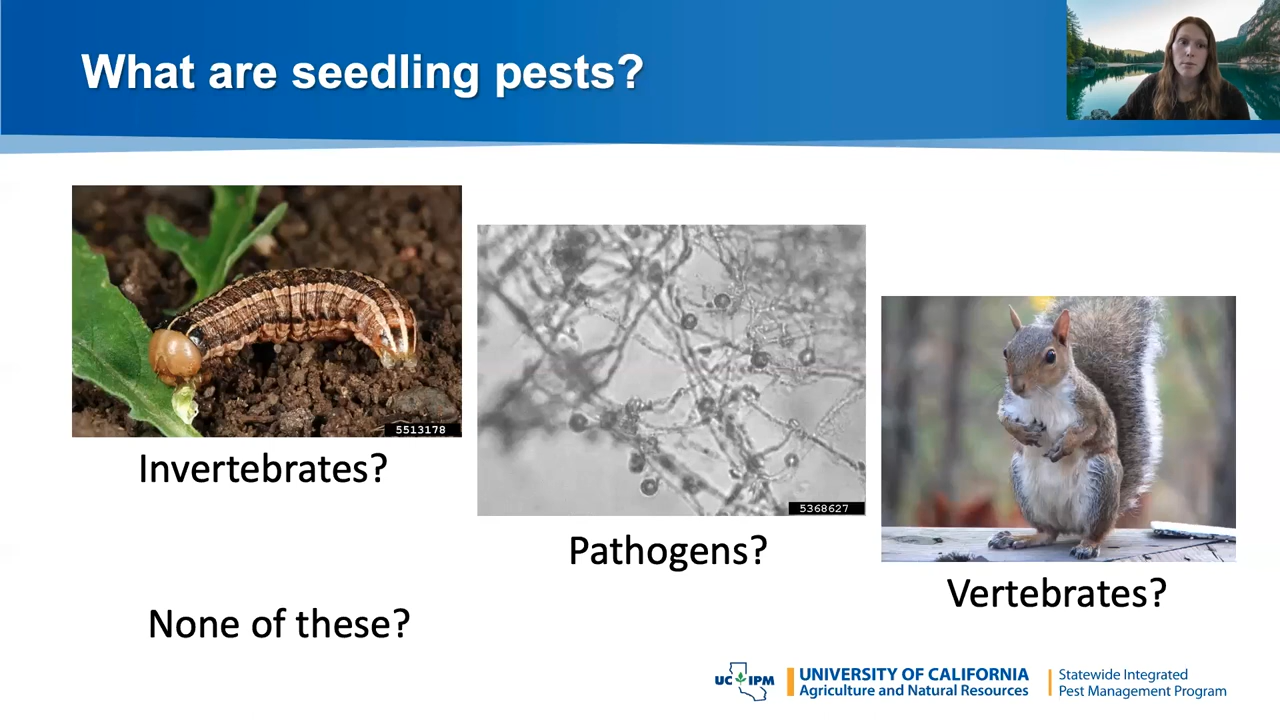 What are seedling pests?
5513178
Invertebrates?
5368627
Pathogens?
Vertebrates?
None of these?
UC IPM
UNIVERSITY OF CALIFORNIA
Agriculture and Natural Resources
Statewide Integrated
Pest Management Program